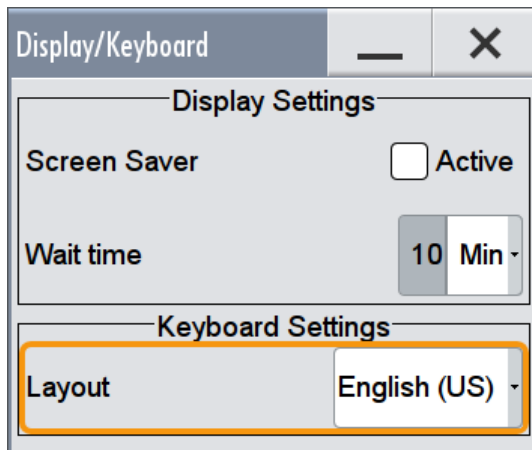 Display/Keyboard
Display Settings
Screen Saver Active
Wait time 10 Min
Keyboard Settings
Layout English (US)